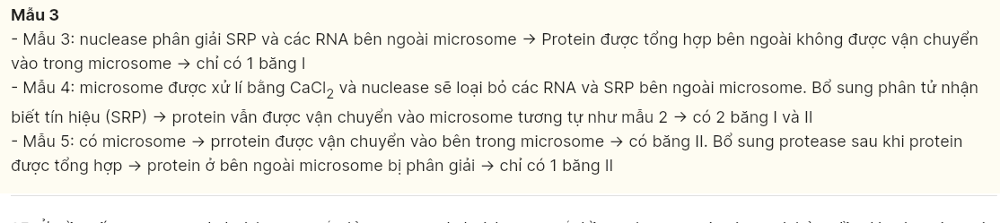 Mẫu 3
- Mẫu 3: nuclease phân giải SRP và các RNA bên ngoài microsome → Protein được tổng hợp bên ngoài không được vận chuyển
vào trong microsome → chỉ có 1 băng I
- Mẫu 4: microsome được xử lí bằng CaCl₂ và nuclease sẽ loại bỏ các RNA và SRP bên ngoài microsome. Bổ sung phân tử nhận
biết tín hiệu (SRP) → protein vẫn được vận chuyển vào microsome tương tự như mẫu 2 → có 2 băng I và II
- Mẫu 5: có microsome → prrotein được vận chuyển vào bên trong microsome → có băng II. Bổ sung protease sau khi protein
được tổng hợp → protein ở bên ngoài microsome bị phân giải → chỉ có 1 băng II